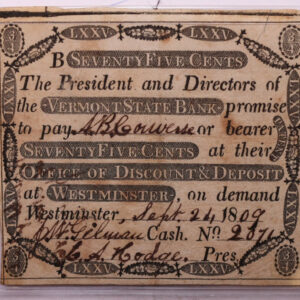 LXXV LXXV
B SEVENTY FIVE CENTS
The President and Directors of
the VERMONT STATE BANK promise
to pay or bearer
SEVENTY FIVE CENTS at their
OFFICE OF DISCOUNT & DEPOSIT
at WESTMINSTER on demand
Westminster, Sept. 24 1809
Gilman Cash. No.
Hodge. Pres
LXXV LXXV